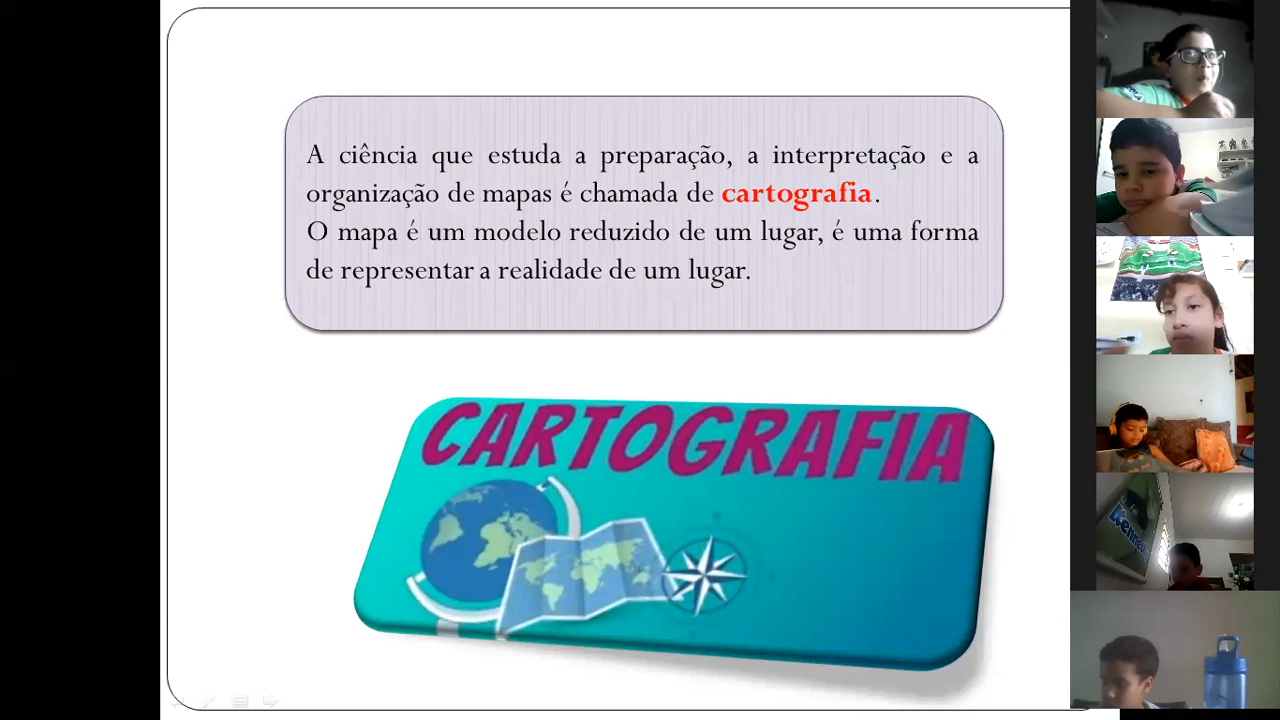 A ciência que estuda a preparação, a interpretação e a
organização de mapas é chamada de cartografia.
O mapa é um modelo reduzido de um lugar, é uma forma
de representar a realidade de um lugar.
CARTOGRAFIA